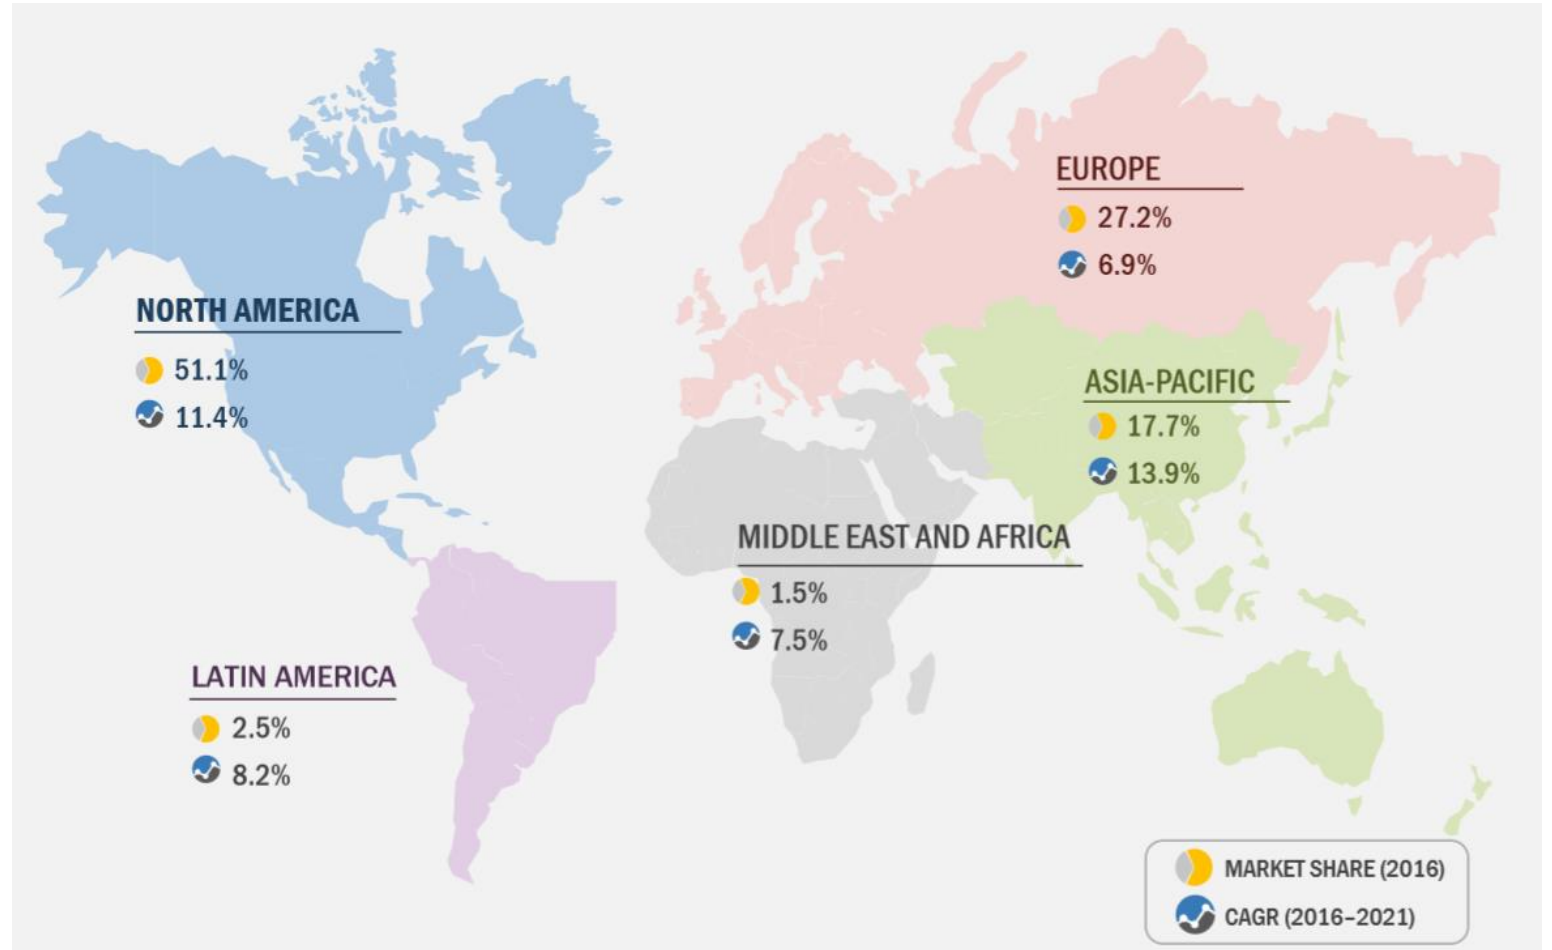 NORTH AMERICA
51.1%
11.4%
EUROPE
27.2%
6.9%
ASIA-PACIFIC
17.7%
13.9%
MIDDLE EAST AND AFRICA
1.5%
7.5%
LATIN AMERICA
2.5%
8.2%
MARKET SHARE (2016)
CAGR (2016–2021)